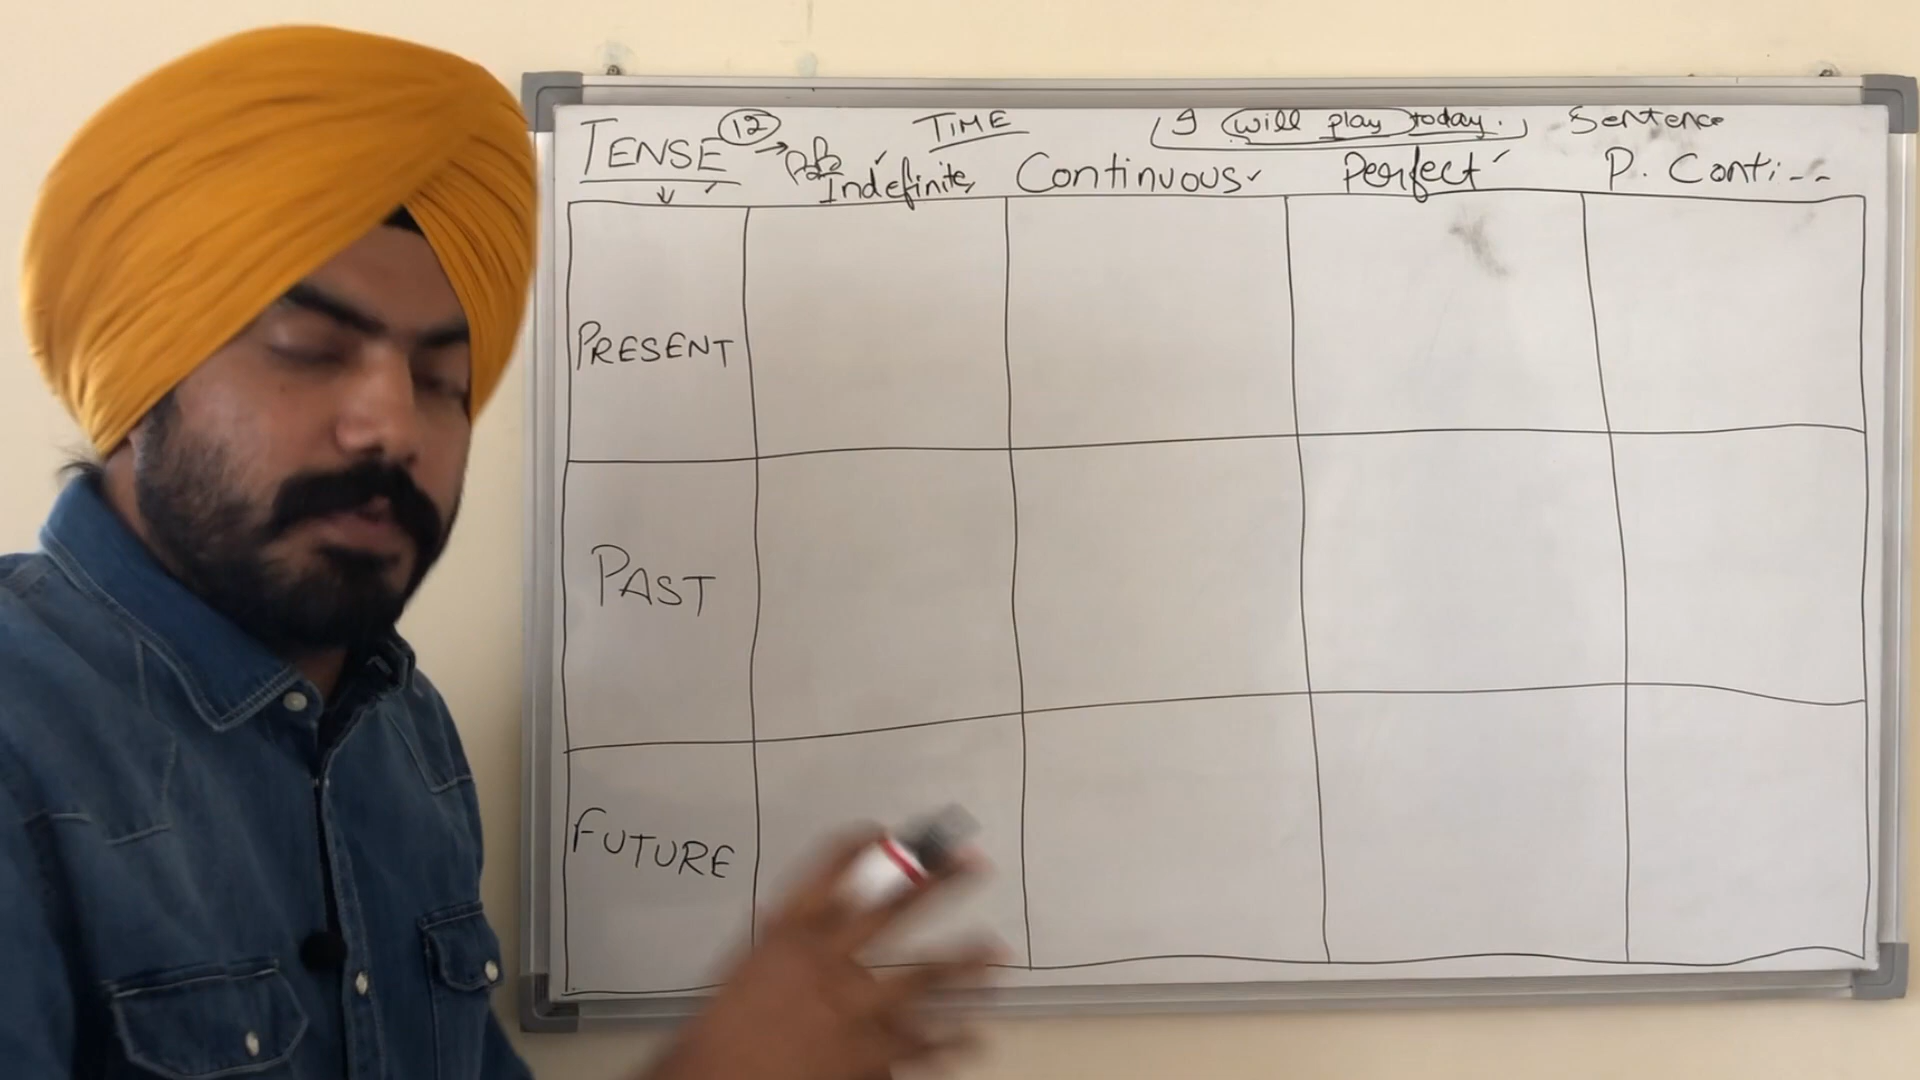 TENSE 12 TIME I will play today. Sentence
Indefinite Continuous Perfect P. Conti--
PRESENT
PAST
FUTURE